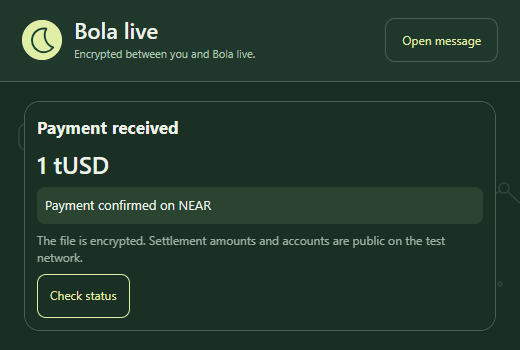 Bola live
Encrypted between you and Bola live.
Open message
Payment received
1 tUSD
Payment confirmed on NEAR
The file is encrypted. Settlement amounts and accounts are public on the test
network.
Check status